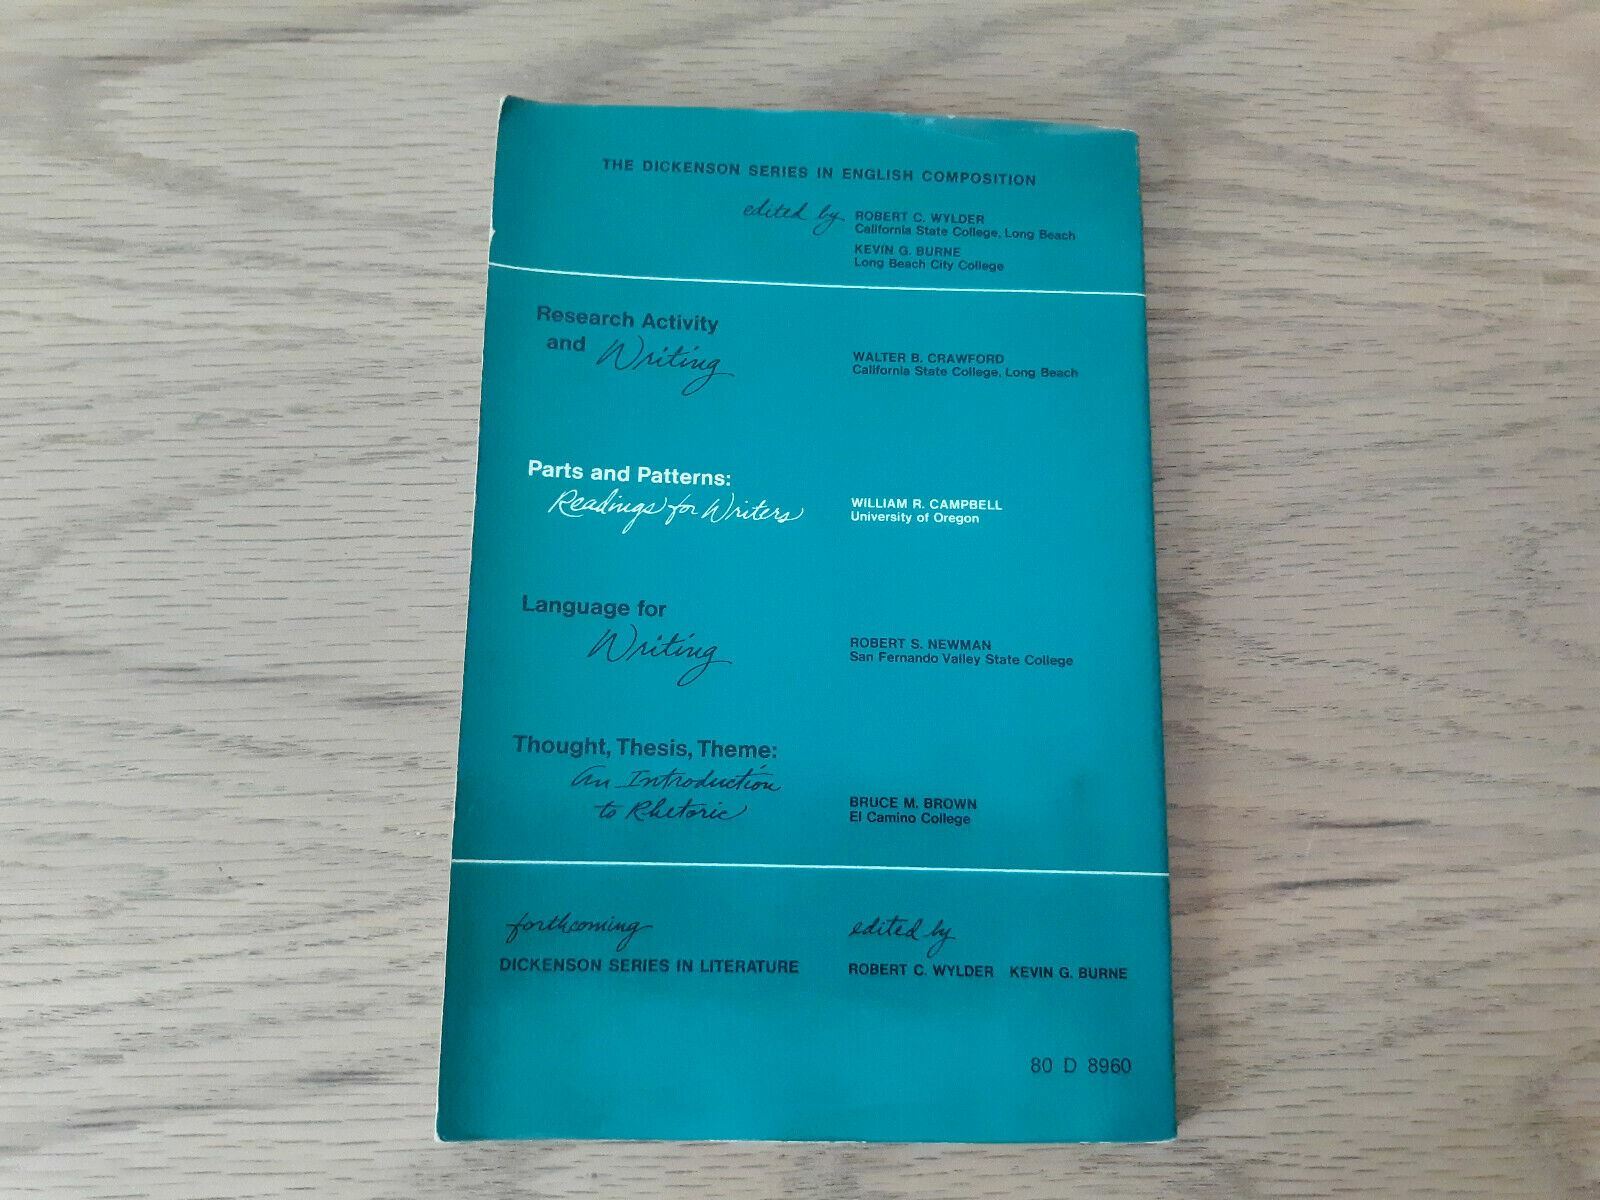 THE DICKENSON SERIES IN ENGLISH COMPOSITION
edited by ROBERT C. WYLDER
California State College, Long Beach
KEVIN G. BURNE
Long Beach City College
Research Activity
and Writing
WALTER B. CRAWFORD
California State College, Long Beach
Parts and Patterns:
Readings for Writers
WILLIAM R. CAMPBELL
University of Oregon
Language for
Writing
ROBERT S. NEWMAN
San Fernando Valley State College
Thought, Thesis, Theme:
An Introduction
to Rhetoric
BRUCE M. BROWN
El Camino College
forthcoming
DICKENSON SERIES IN LITERATURE
edited by
ROBERT C. WYLDER KEVIN G. BURNE
80 D 8960